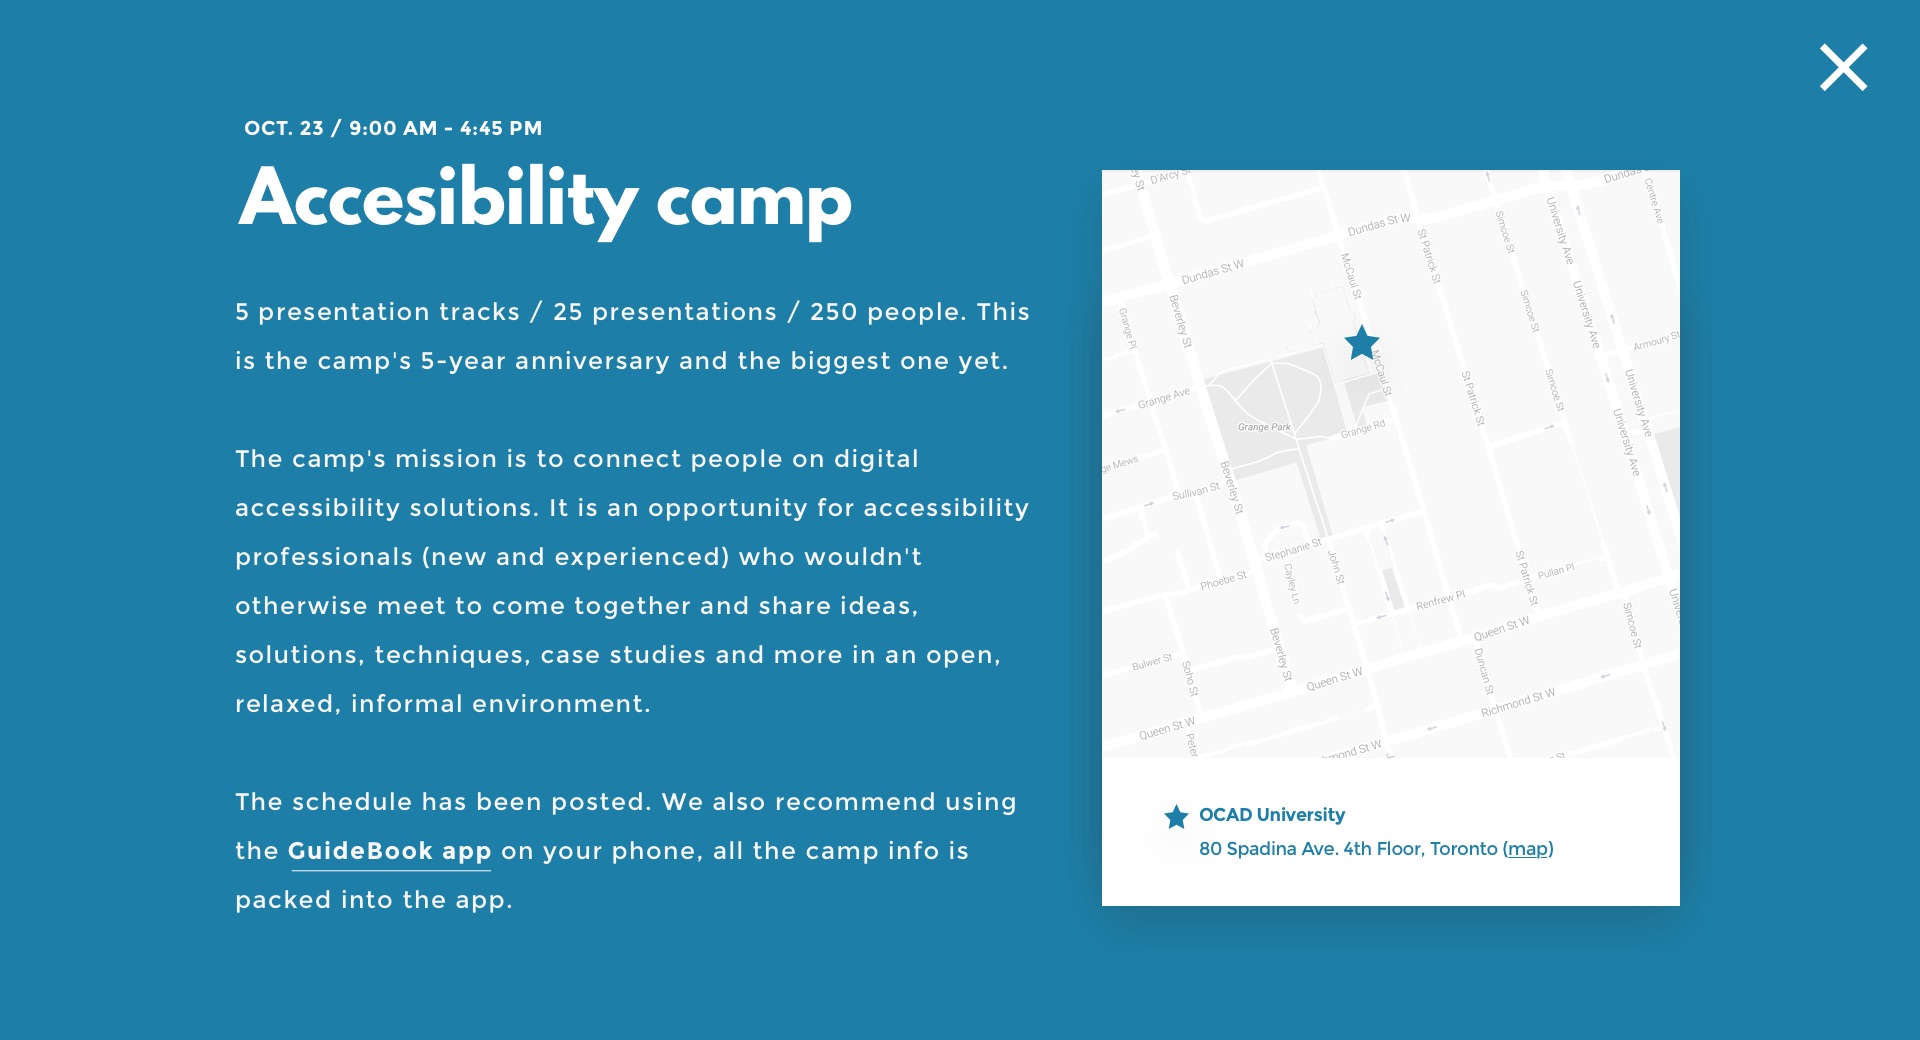 OCT. 23 / 9:00 AM - 4:45 PM
Accesibility camp
5 presentation tracks / 25 presentations / 250 people. This
is the camp's 5-year anniversary and the biggest one yet.
The camp's mission is to connect people on digital
accessibility solutions. It is an opportunity for accessibility
professionals (new and experienced) who wouldn't
otherwise meet to come together and share ideas,
solutions, techniques, case studies and more in an open,
relaxed, informal environment.
The schedule has been posted. We also recommend using
the GuideBook app on your phone, all the camp info is
packed into the app.
D'Arcy St
Dundas
Centre Ave
University Ave
Simcoe St
Dundas St W
St Patrick St
McCaul St
Dundas St W
Beverley St
Grange Pl
Simcoe St
University Ave
Armoury St
McCaul St
Grange Ave
St Patrick St
Simcoe St
University Ave
Grange Park
Grange Rd
University Ave
ge Mews
Sullivan St
Beverley St
Stephanie St
John St
Cayley Ln
Phoebe St
St Patrick St
Pullan Pl
Renfrew Pl
Queen St W
Simcoe St
Univer
Beverley St
Bulwer St
Soho St
Queen St W
Duncan St
Richmond St W
Queen St W
Peter
mond St W
OCAD University
80 Spadina Ave. 4th Floor, Toronto (map)